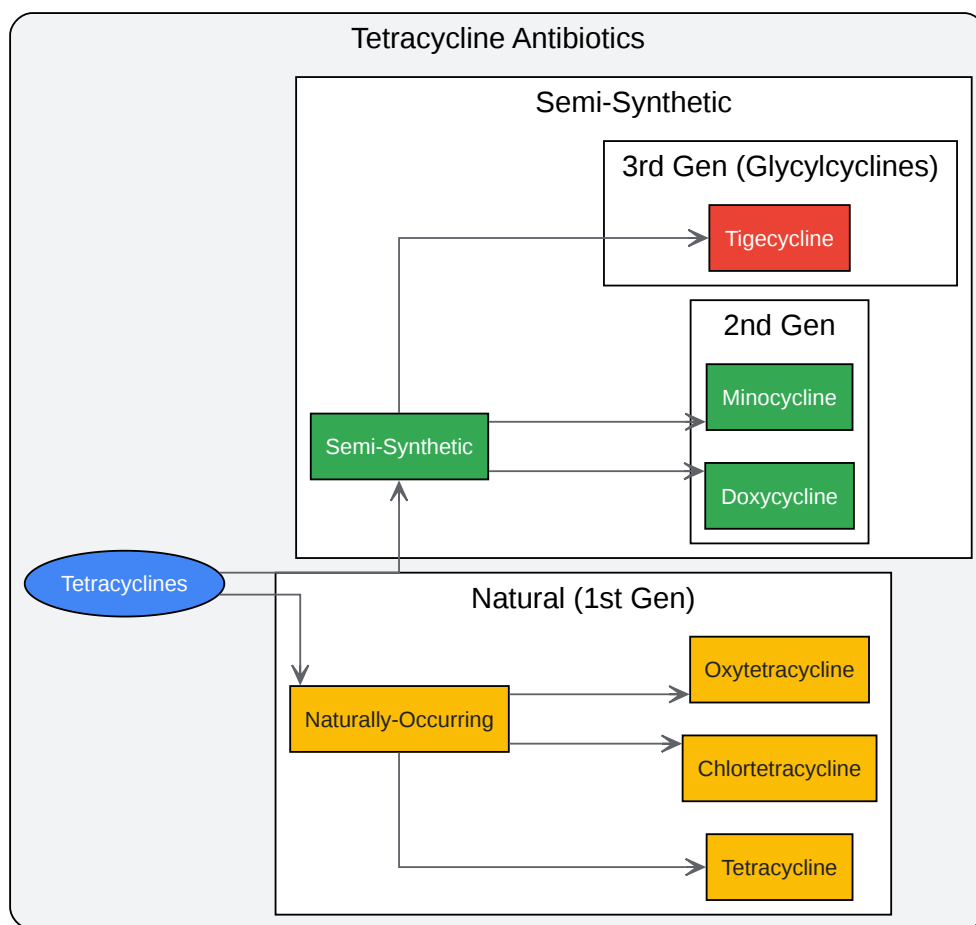 Tetracycline Antibiotics
Semi-Synthetic
3rd Gen (Glycylcyclines)
Tigecycline
2nd Gen
Minocycline
Semi-Synthetic
Doxycycline
Tetracyclines
Natural (1st Gen)
Oxytetracycline
Naturally-Occurring
Chlortetracycline
Tetracycline